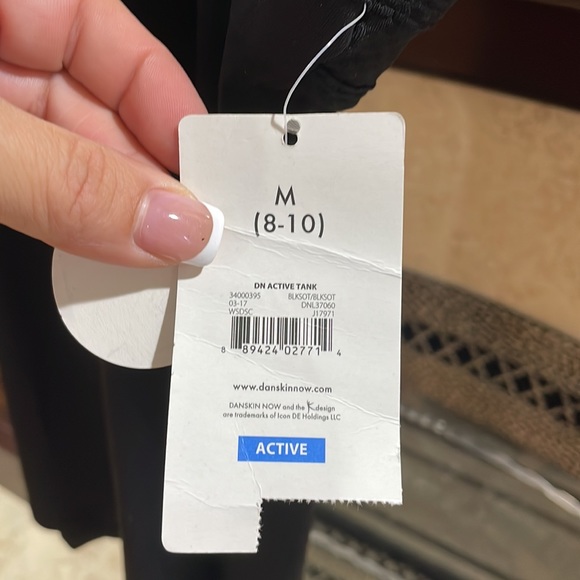 M
(8-10)
DN ACTIVE TANK
34000395 BLKSOT/BLKSOT
03-17 DNL37060
WSDSC J17971
8 89424 02771 4
www.danskinnow.com
DANSKIN NOW and the K design
are trademarks of Icon DE Holdings LLC
ACTIVE